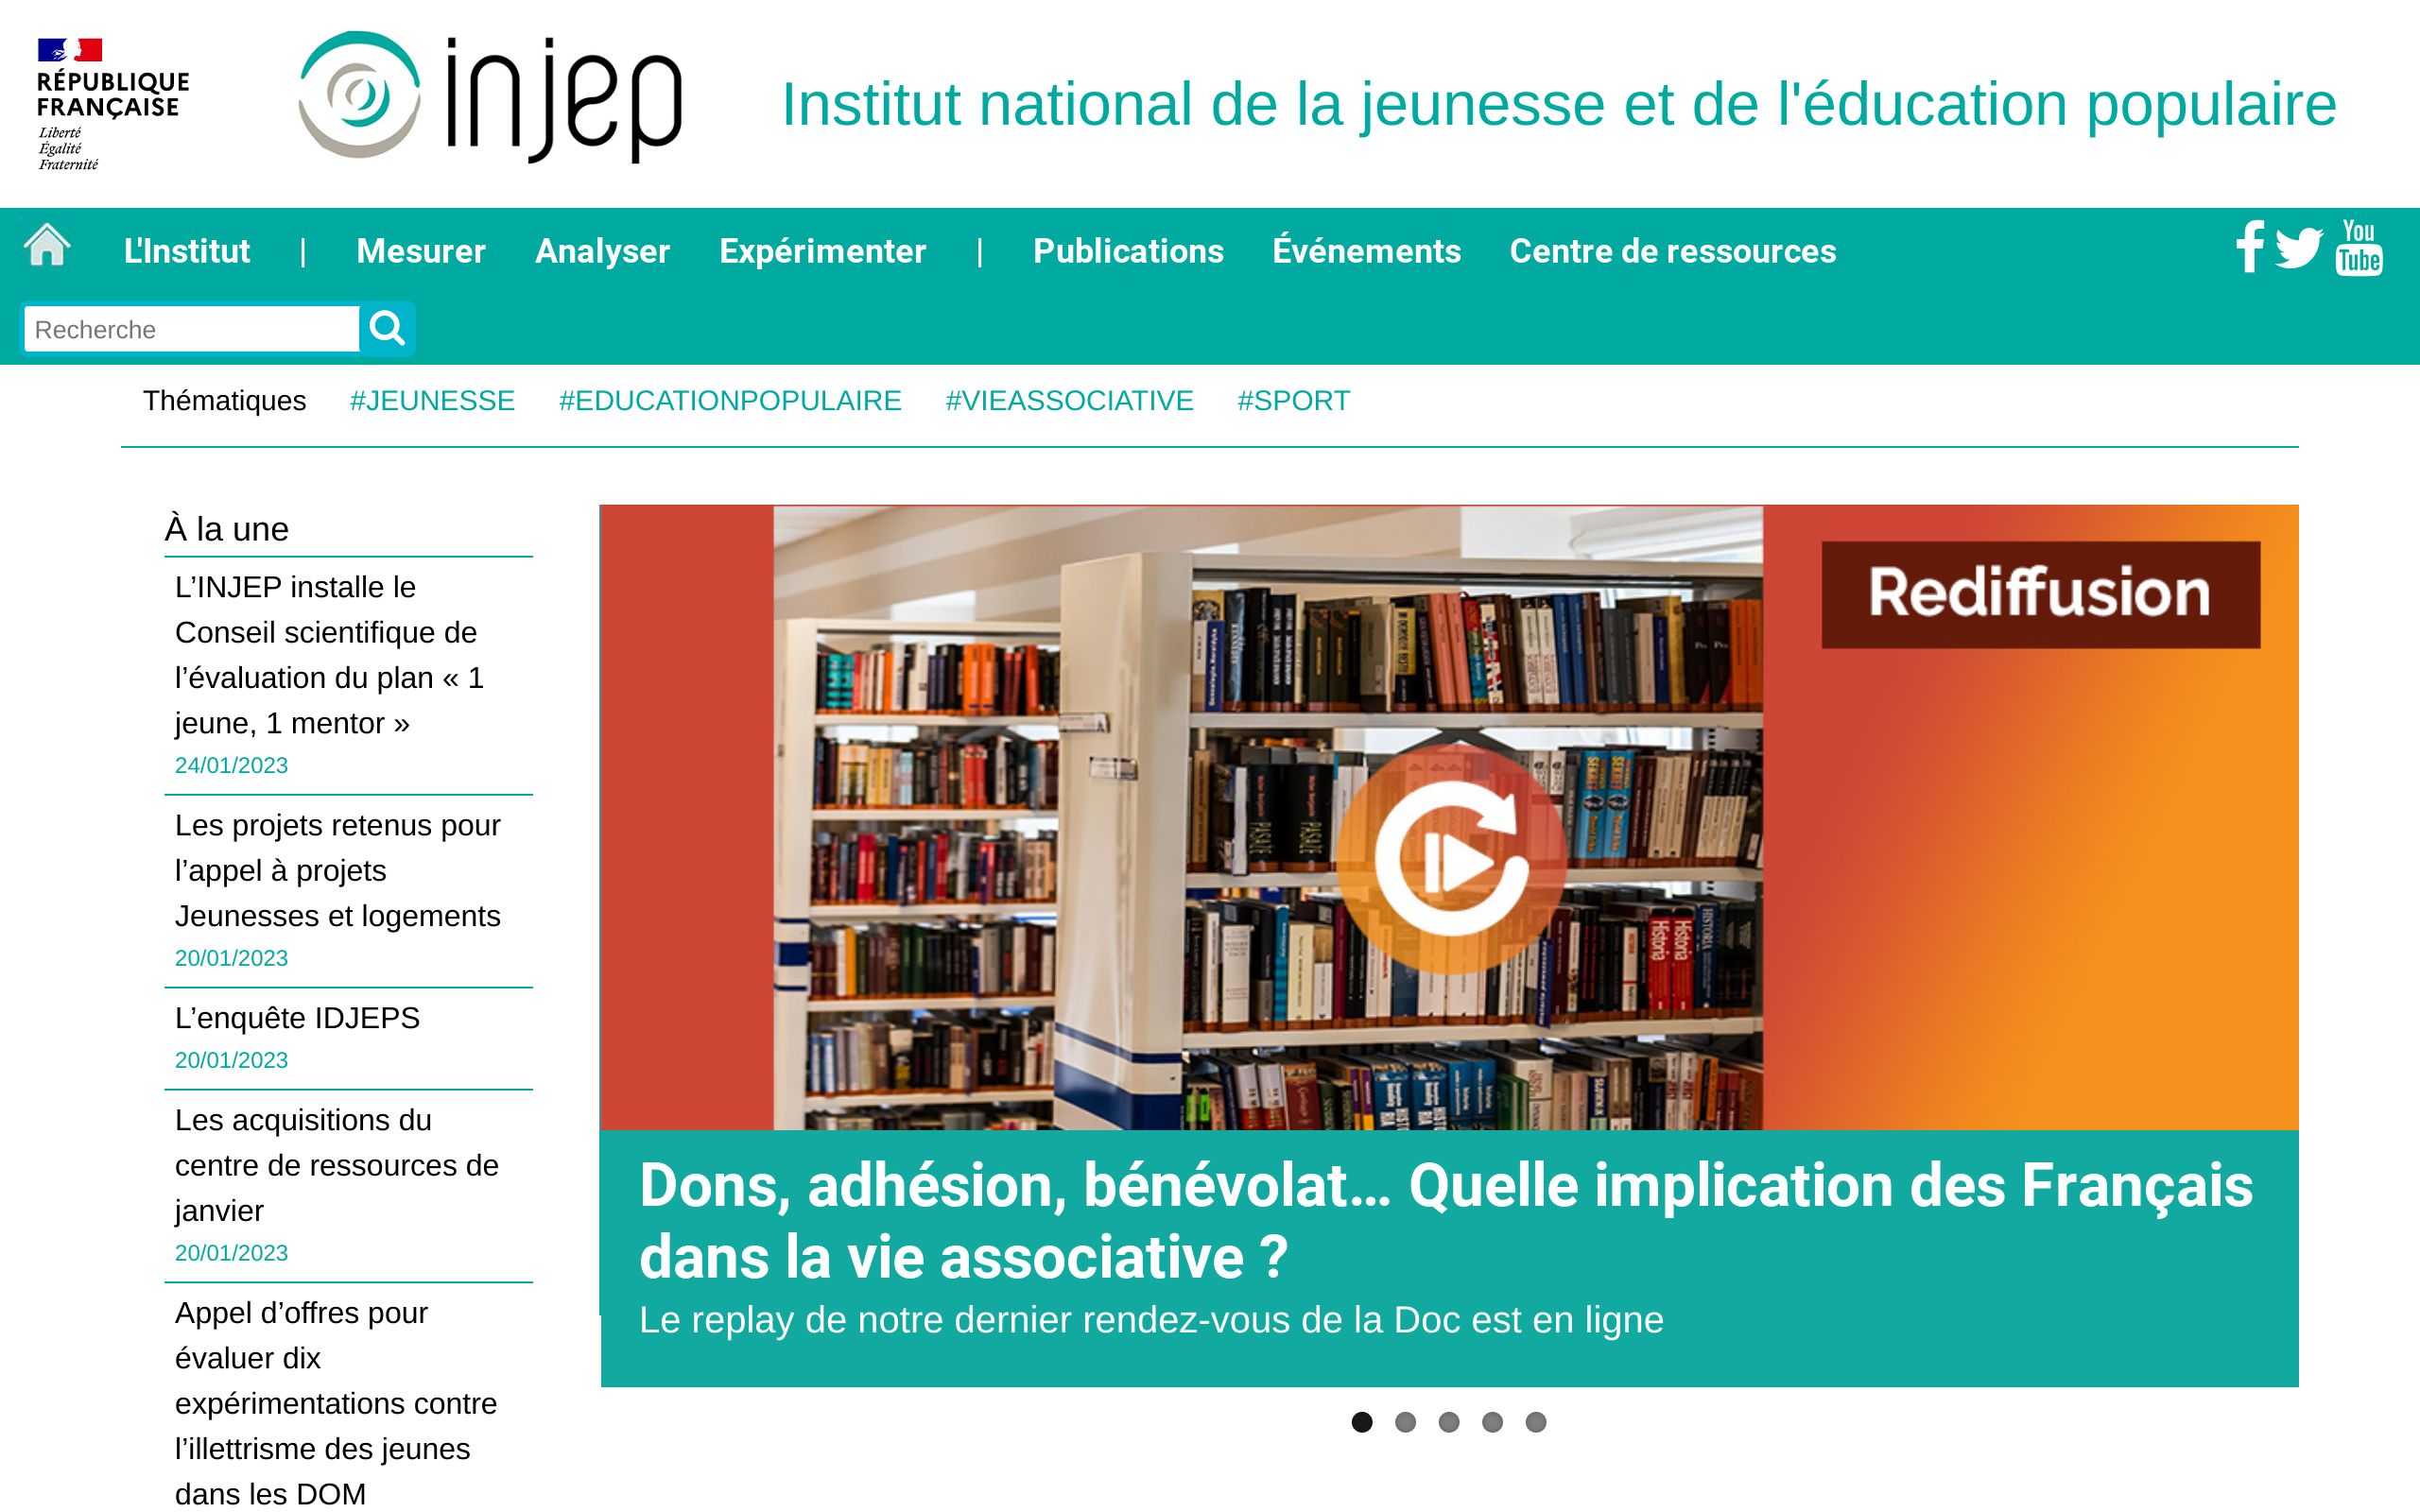 RÉPUBLIQUE
FRANÇAISE
Liberté
Égalité
Fraternité
injep
Institut national de la jeunesse et de l'éducation populaire
L'Institut | Mesurer Analyser Expérimenter | Publications Événements Centre de ressources
You
Tube
Recherche
Thématiques #JEUNESSE #EDUCATIONPOPULAIRE #VIEASSOCIATIVE #SPORT
À la une
L’INJEP installle le
Conseil scientifique de
l’évaluation du plan « 1
jeune, 1 mentor »
24/01/2023
Les projets retenus pour
l’appel à projets
Jeunesses et logements
20/01/2023
L’enquête IDJEPS
20/01/2023
Les acquisitions du
centre de ressources de
janvier
20/01/2023
Appel d’offres pour
évaluer dix
expérimentations contre
l’illettrisme des jeunes
dans les DOM
Rediffusion
Historia
Historia
Dons, adhésion, bénévolat… Quelle implication des Français
dans la vie associative ?
Le replay de notre dernier rendez-vous de la Doc est en ligne